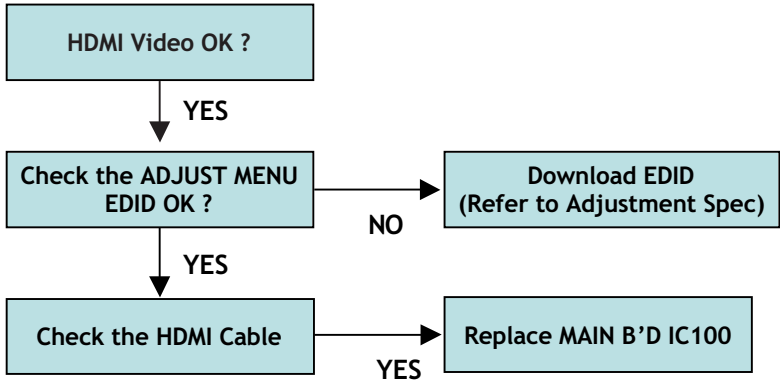 HDMI Video OK ?
YES
Check the ADJUST MENU
EDID OK ?
NO
Download EDID
(Refer to Adjustment Spec)
YES
Check the HDMI Cable
YES
Replace MAIN B’D IC100